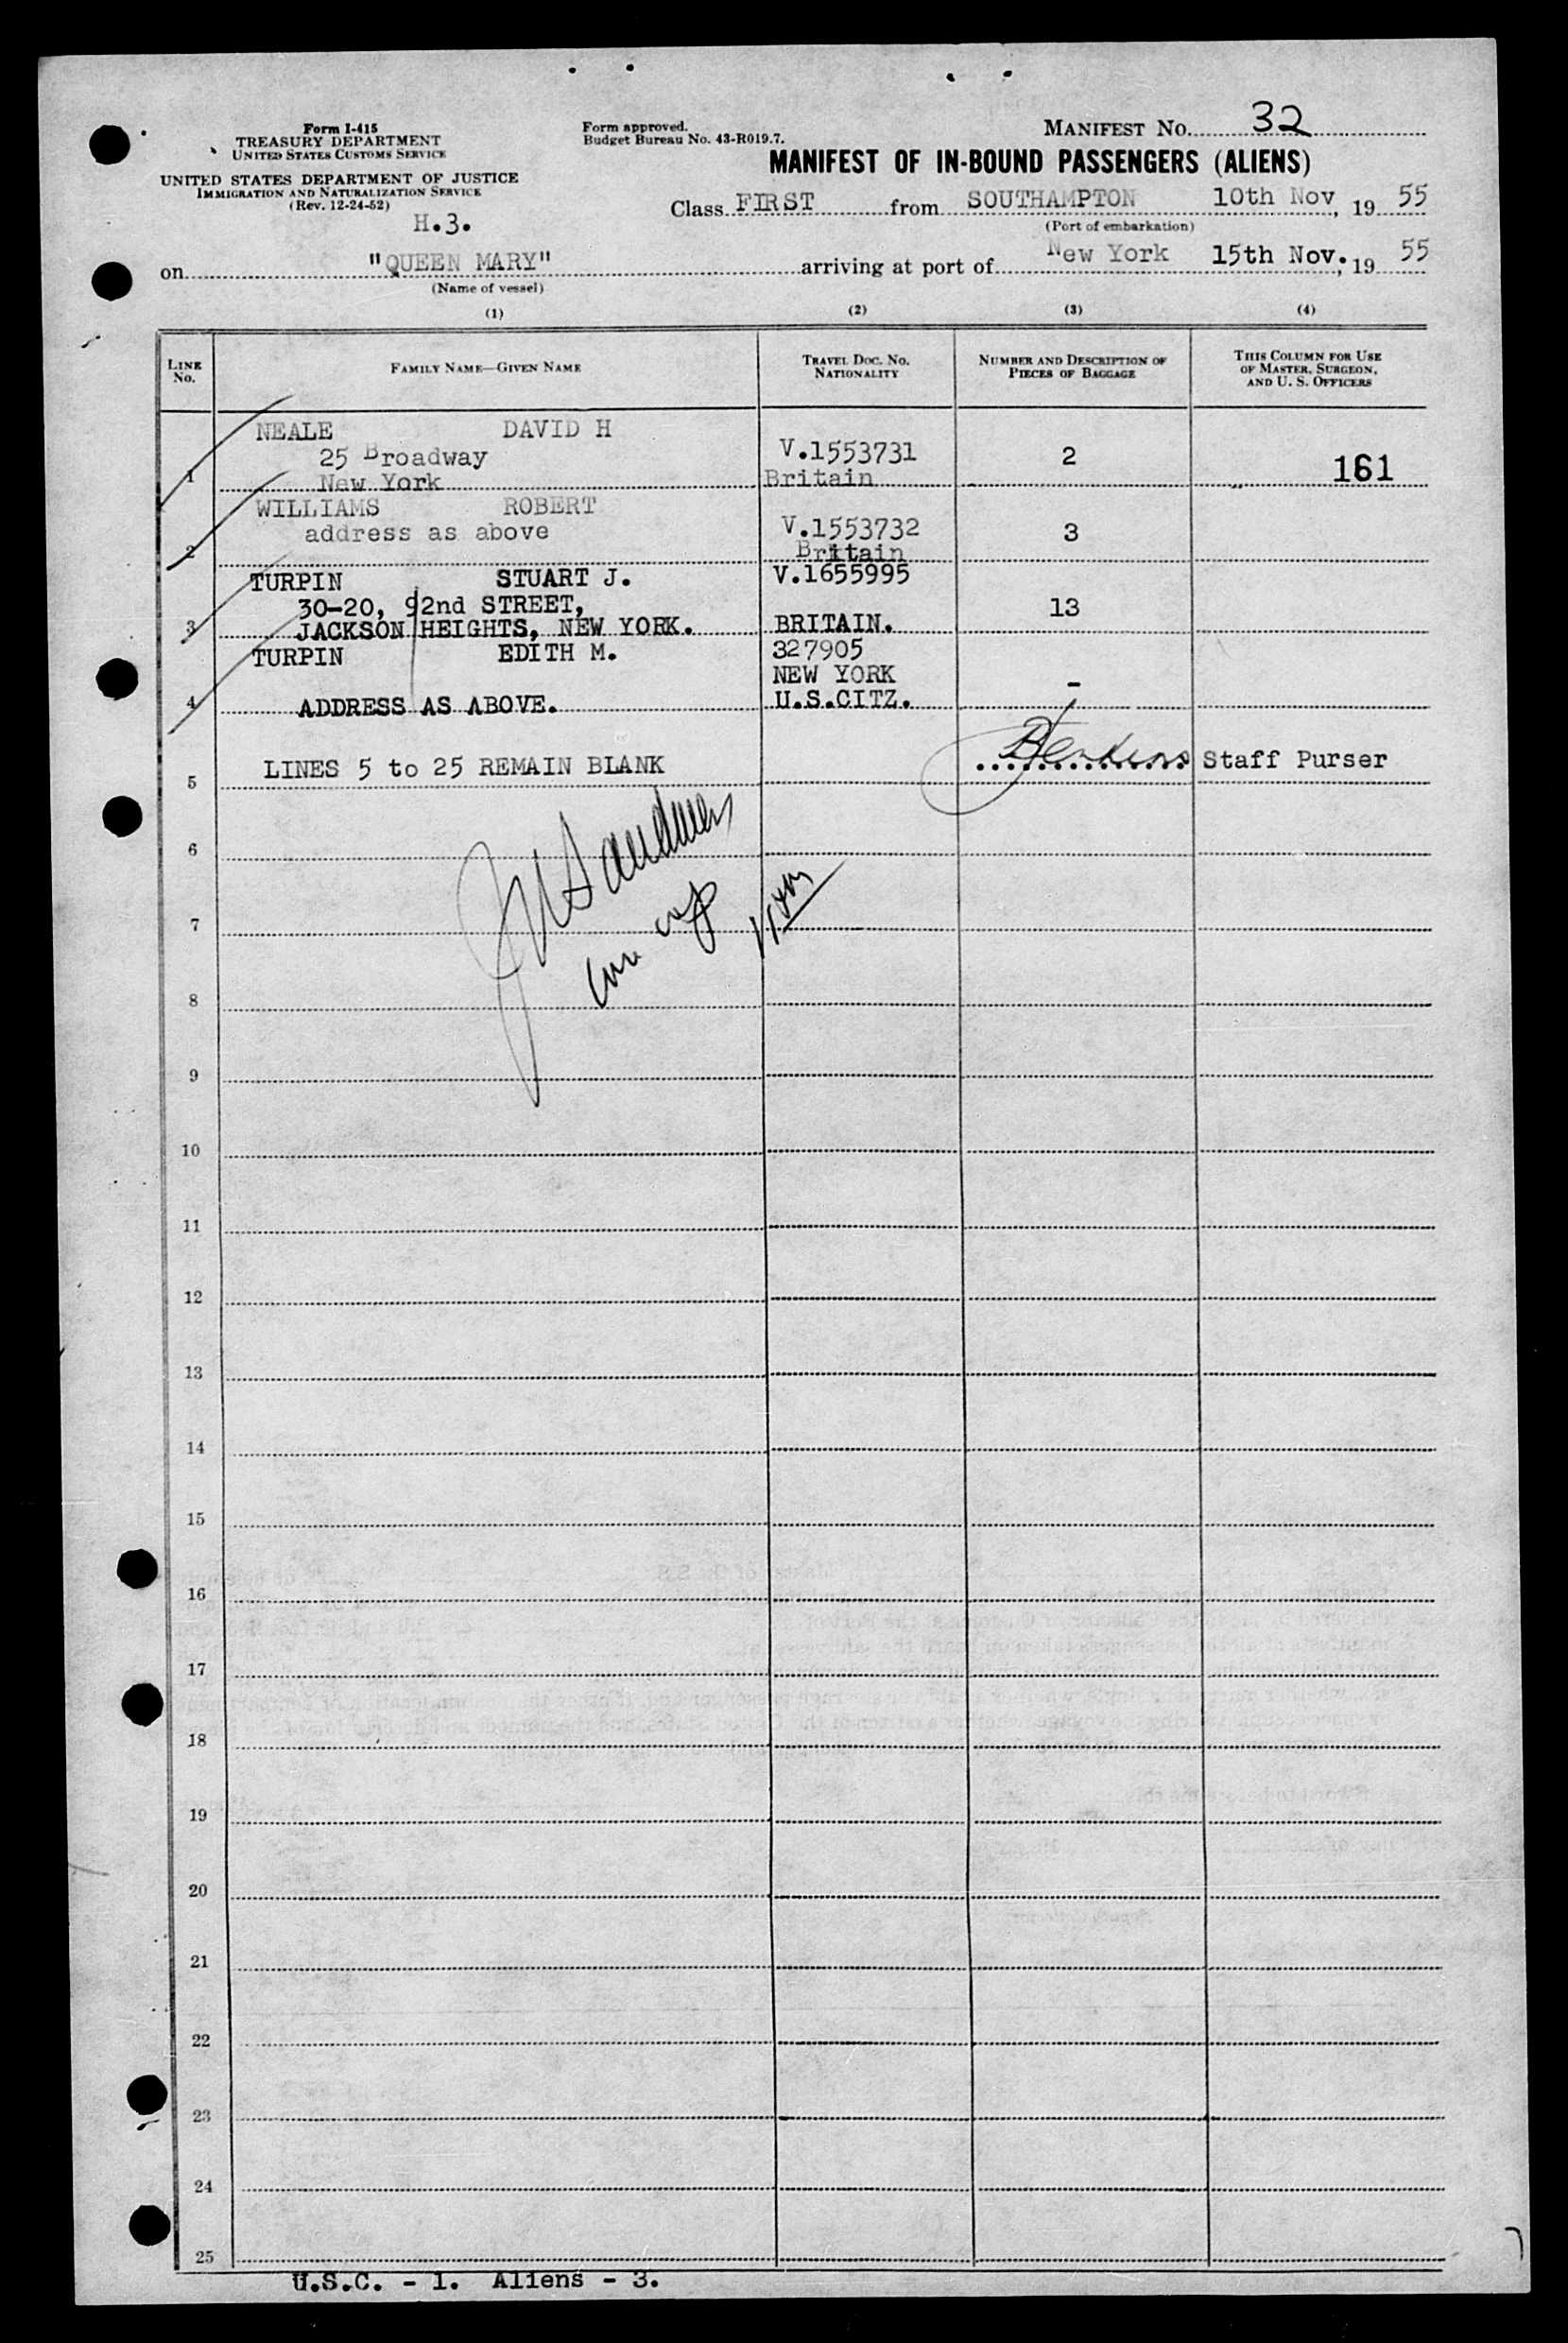 Form I-415
TREASURY DEPARTMENT
UNITED STATES CUSTOMS SERVICE
UNITED STATES DEPARTMENT OF JUSTICE
IMMIGRATION AND NATURALIZATION SERVICE
(Rev. 12-24-52)
H.3.
Form approved.
Budget Bureau No. 43-R019.7.
MANIFEST NO. 32
MANIFEST OF IN-BOUND PASSENGERS (ALIENS)
Class FIRST from SOUTHAMPTON 10th Nov, 19 55
(Port of embarkation)
on "QUEEN MARY" arriving at port of New York 15th Nov., 19 55
(Name of vessel)
(1) (2) (3) (4)
LINE NO. FAMILY NAME—GIVEN NAME TRAVEL DOC. NO. NATIONALITY NUMBER AND DESCRIPTION OF PIECES OF BAGGAGE THIS COLUMN FOR USE OF MASTER, SURGEON, AND U. S. OFFICERS
NEALE DAVID H
25 Broadway V.1553731 2 161
1 New York Britain
WILLIAMS ROBERT
address as above V.1553732 3
2 Britain
TURPIN STUART J. V.1655995
30-20, 92nd STREET, 13
3 JACKSON HEIGHTS, NEW YORK. BRITAIN.
TURPIN EDITH M. 327905
NEW YORK -
4 ADDRESS AS ABOVE. U.S.CITZ.
5 LINES 5 to 25 REMAIN BLANK Staff Purser
6
7
8
9
10
11
12
13
14
15
16
17
18
19
20
21
22
23
24
25
U.S.C. - 1. Aliens - 3.